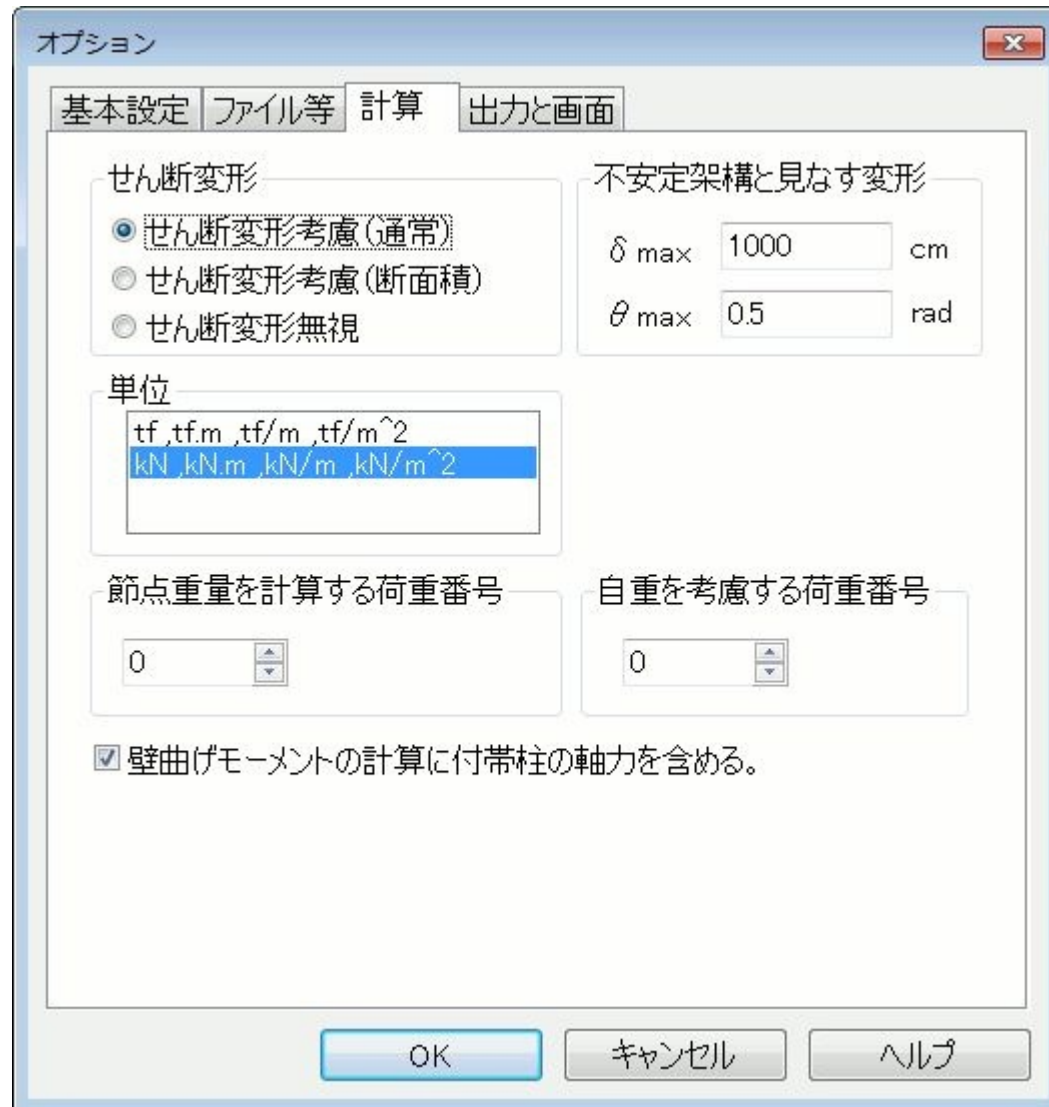 オプション
基本設定 ファイル等 計算 出力と画面
せん断変形
せん断変形考慮(通常)
せん断変形考慮(断面積)
せん断変形無視
不安定架構と見なす変形
δ max 1000 cm
θ max 0.5 rad
単位
tf ,tf.m ,tf/m ,tf/m^2
kN ,kN.m ,kN/m ,kN/m^2
節点重量を計算する荷重番号
0
自重を考慮する荷重番号
0
壁曲げモーメントの計算に付帯柱の軸力を含める。
OK キャンセル ヘルプ